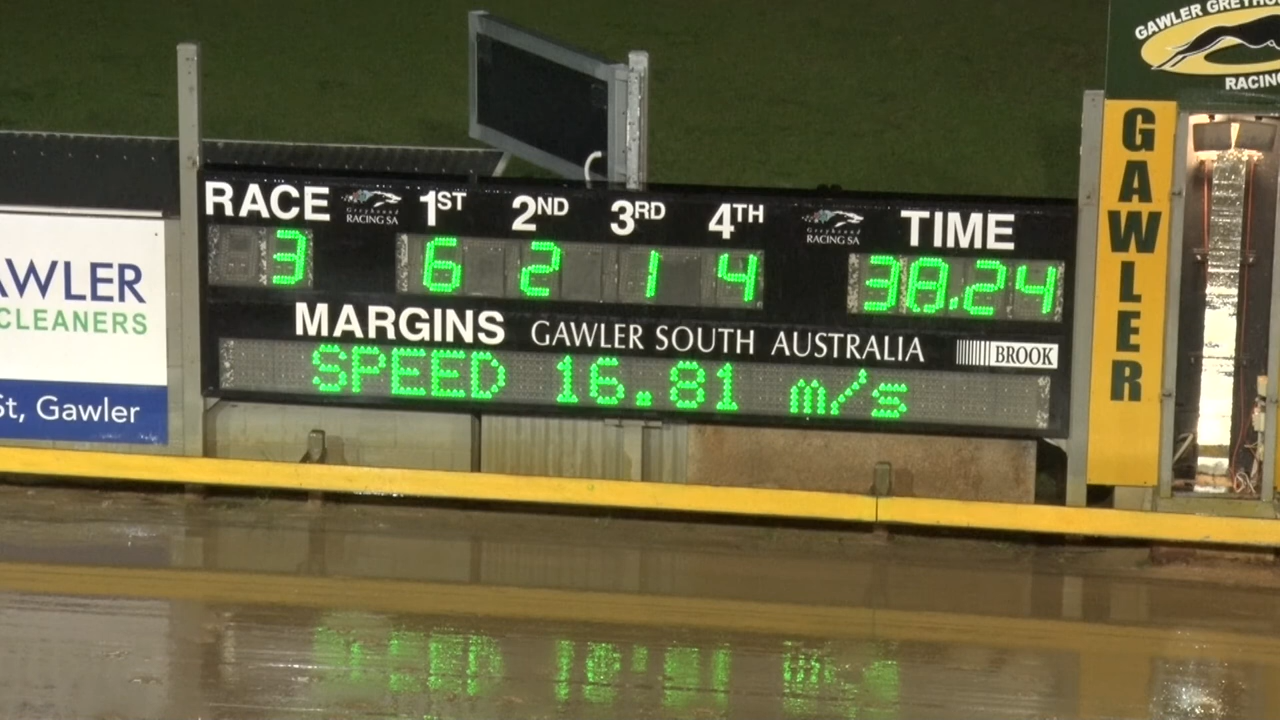 GAWLER GREYHOU
RACING
GAWLER
RACE
Greyhound
RACING SA
1ST 2ND 3RD 4TH
Greyhound
RACING SA
TIME
3 6 2 1 4 38.24
MARGINS GAWLER SOUTH AUSTRALIA BROOK
SPEED 16.81 m/s
AWLER
CLEANERS
St, Gawler